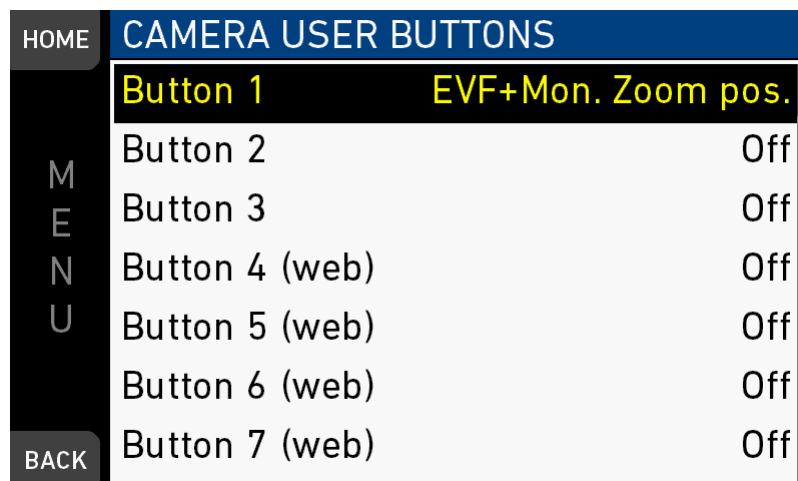 HOME
CAMERA USER BUTTONS
Button 1 EVF+Mon. Zoom pos.
Button 2 Off
Button 3 Off
Button 4 (web) Off
Button 5 (web) Off
Button 6 (web) Off
Button 7 (web) Off
MENU
BACK